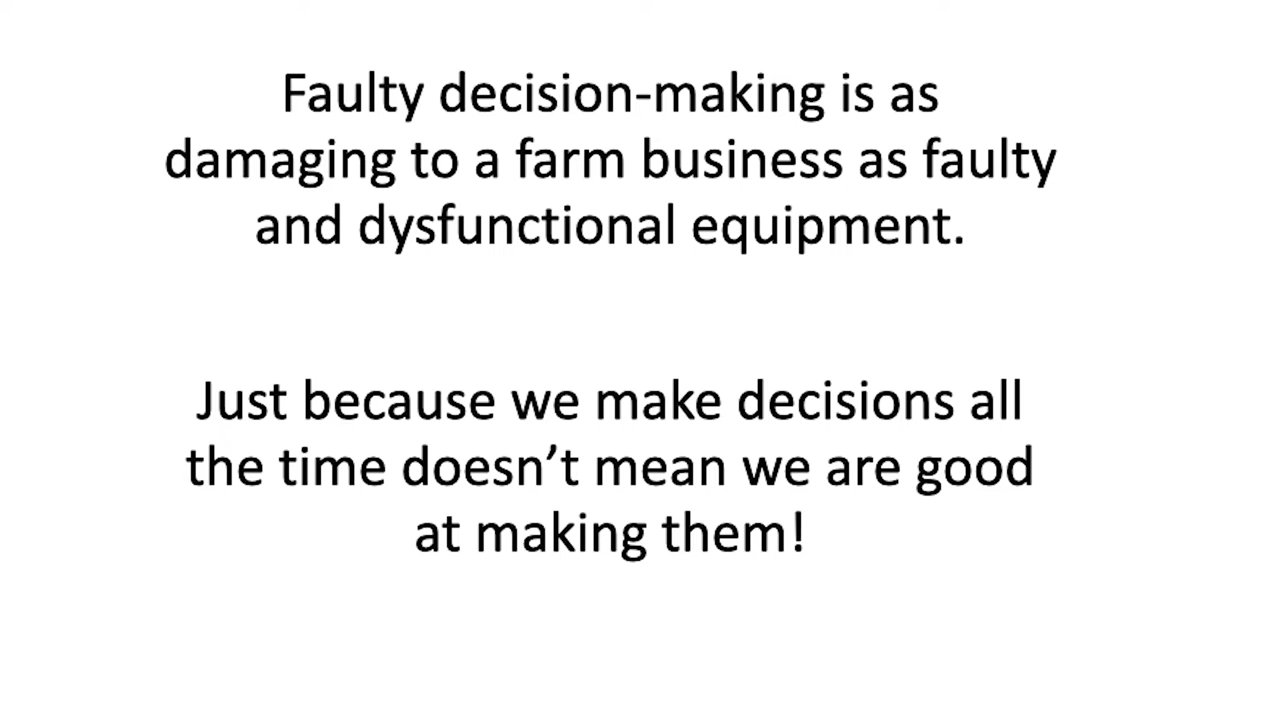 Faulty decision-making is as
damaging to a farm business as faulty
and dysfunctional equipment.
Just because we make decisions all
the time doesn’t mean we are good
at making them!